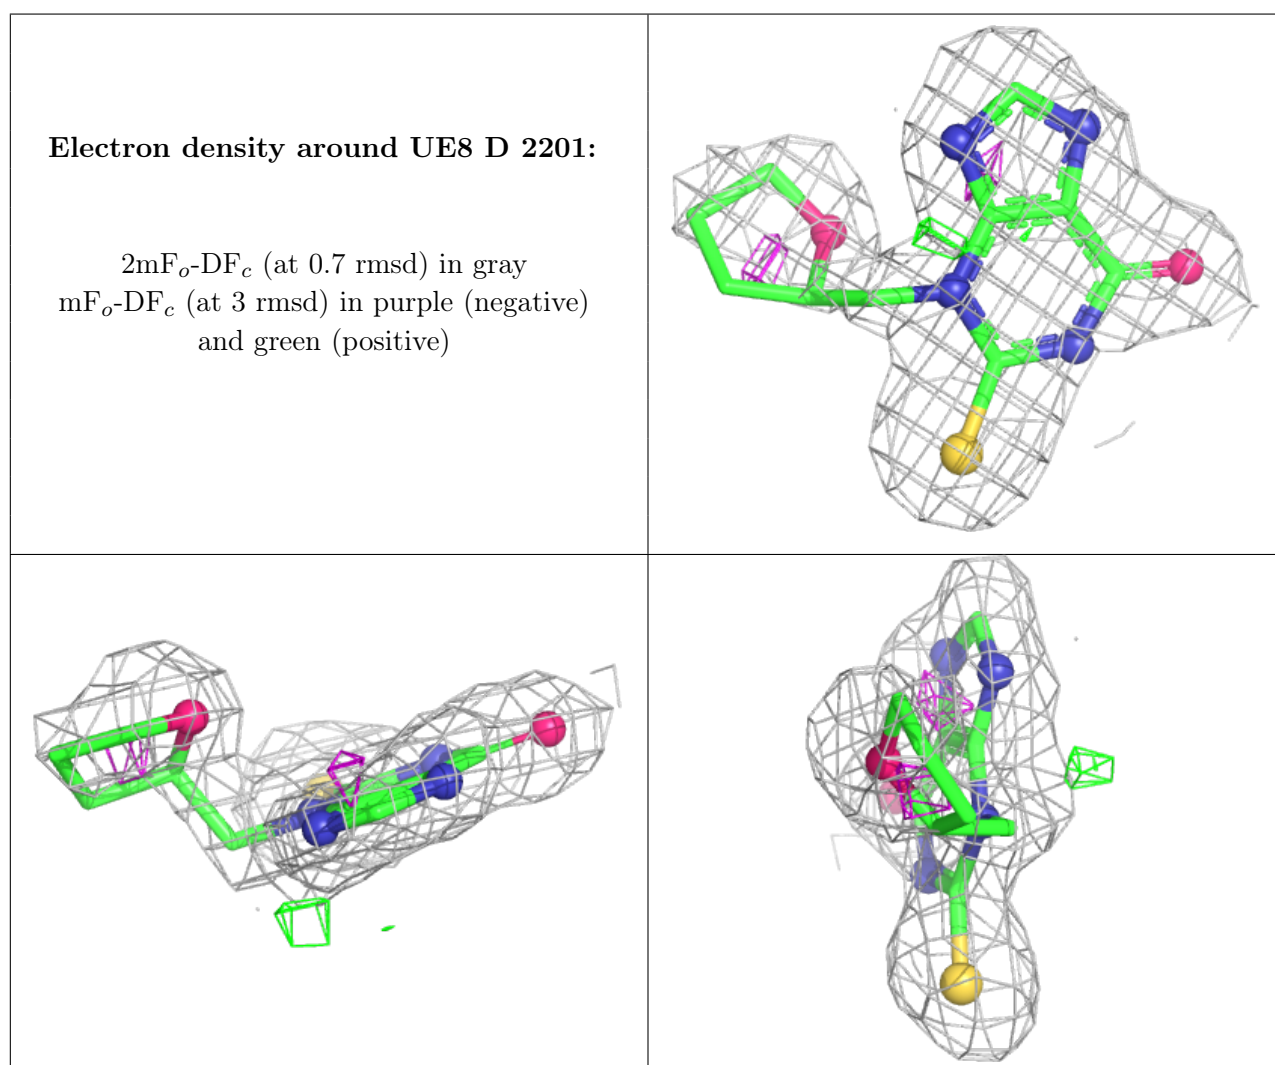 Electron density around UE8 D 2201:
2mFo-DFc (at 0.7 rmsd) in gray
mFo-DFc (at 3 rmsd) in purple (negative)
and green (positive)